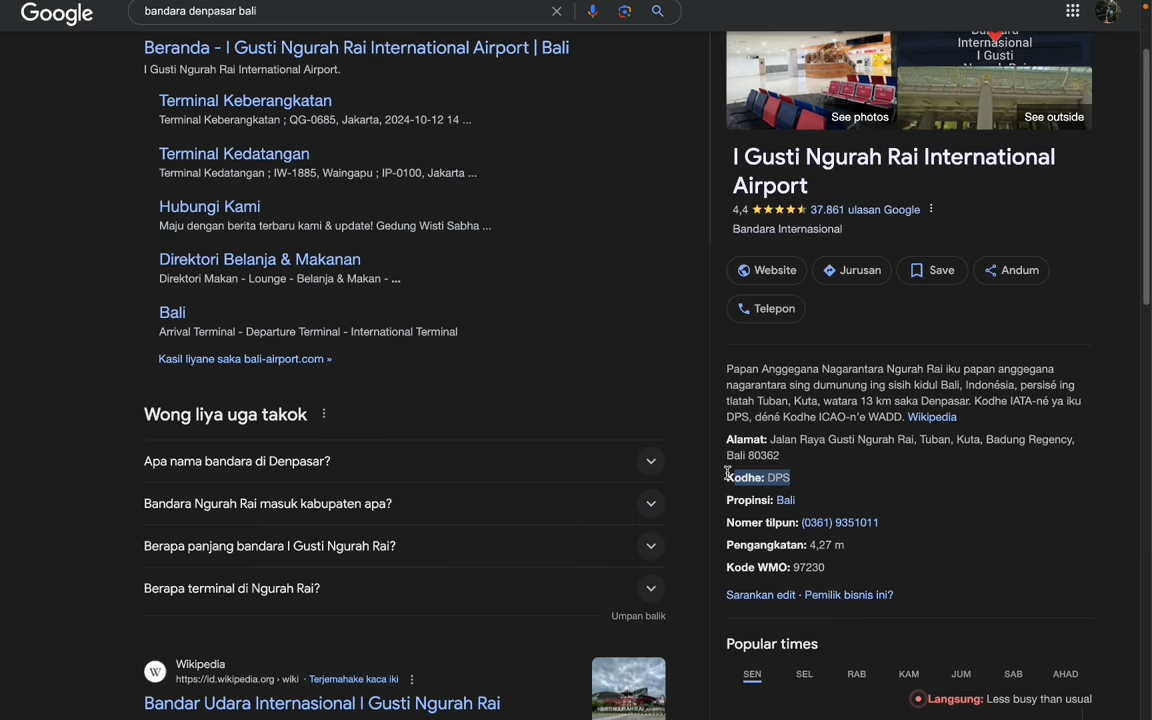 Google
bandara denpasar bali
Beranda - I Gusti Ngurah Rai International Airport | Bali
I Gusti Ngurah Rai International Airport.
Terminal Keberangkatan
Terminal Keberangkatan ; QG-0685, Jakarta, 2024-10-12 14 ...
Terminal Kedatangan
Terminal Kedatangan ; IW-1885, Waingapu ; IP-0100, Jakarta ...
Hubungi Kami
Maju dengan berita terbaru kami & update! Gedung Wisti Sabha ...
Direktori Belanja & Makanan
Direktori Makan - Lounge - Belanja & Makan - ...
Bali
Arrival Terminal - Departure Terminal - International Terminal
Kasil liyane saka bali-airport.com »
Wong liya uga takok
Apa nama bandara di Denpasar?
Bandara Ngurah Rai masuk kabupaten apa?
Berapa panjang bandara I Gusti Ngurah Rai?
Berapa terminal di Ngurah Rai?
Umpan balik
W
Wikipedia
https://id.wikipedia.org › wiki · Terjemahake kaca iki
Bandar Udara Internasional I Gusti Ngurah Rai
Internasional
I Gusti
See photos
See outside
I Gusti Ngurah Rai International
Airport
4,4 37.861 ulasan Google
Bandara Internasional
Website Jurusan Save Andum
Telepon
Papan Anggegana Nagarantara Ngurah Rai iku papan anggegana
nagarantara sing dumunung ing sisih kidul Bali, Indonésia, persisé ing
tlatah Tuban, Kuta, watara 13 km saka Denpasar. Kodhe IATA-né ya iku
DPS, déné Kodhe ICAO-n'e WADD. Wikipedia
Alamat: Jalan Raya Gusti Ngurah Rai, Tuban, Kuta, Badung Regency,
Bali 80362
Kodhe: DPS
Propinsi: Bali
Nomer tilpun: (0361) 9351011
Pengangkatan: 4,27 m
Kode WMO: 97230
Sarankan edit · Pemilik bisnis ini?
Popular times
SEN SEL RAB KAM JUM SAB AHAD
Langsung: Less busy than usual